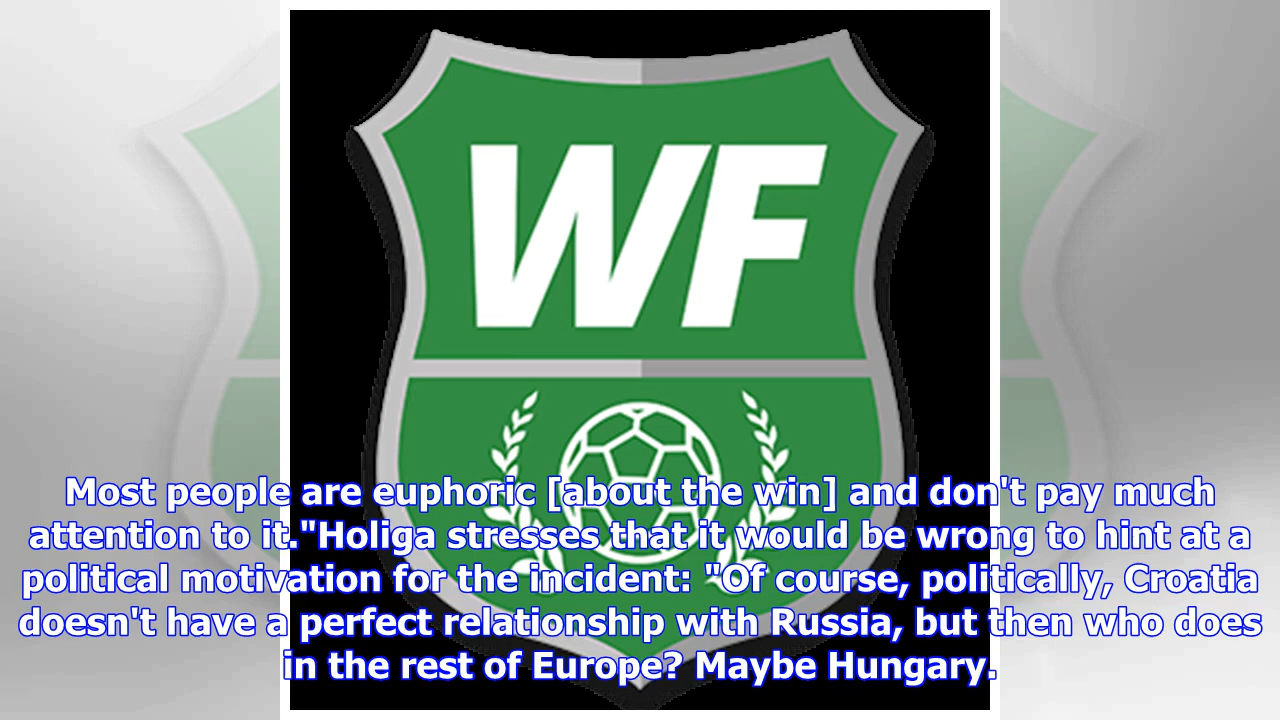 WF
Most people are euphoric [about the win] and don't pay much
attention to it."Holiga stresses that it would be wrong to hint at a
political motivation for the incident: "Of course, politically, Croatia
doesn't have a perfect relationship with Russia, but then who does
in the rest of Europe? Maybe Hungary.